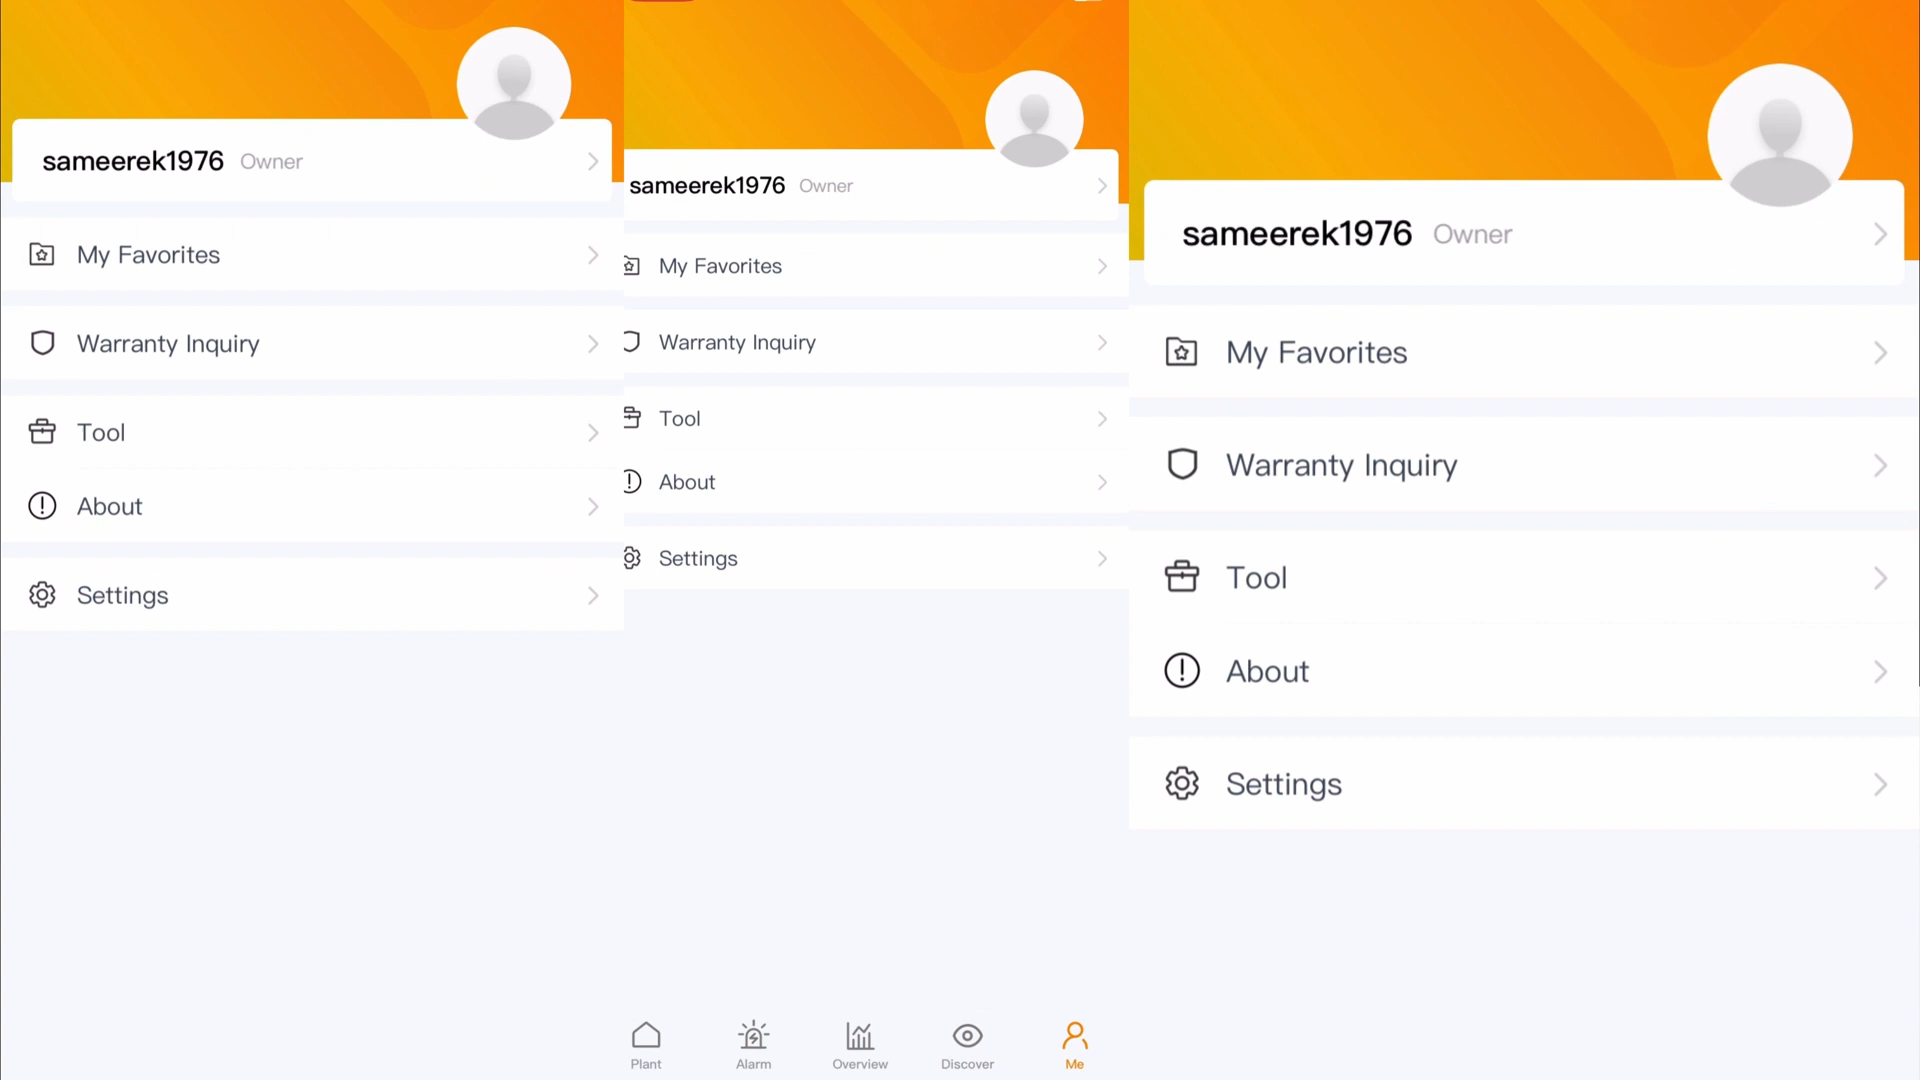 sameerek1976 Owner
My Favorites
Warranty Inquiry
Tool
About
Settings
sameerek1976 Owner
My Favorites
Warranty Inquiry
Tool
About
Settings
Plant
Alarm
Overview
Discover
Me
sameerek1976 Owner
My Favorites
Warranty Inquiry
Tool
About
Settings